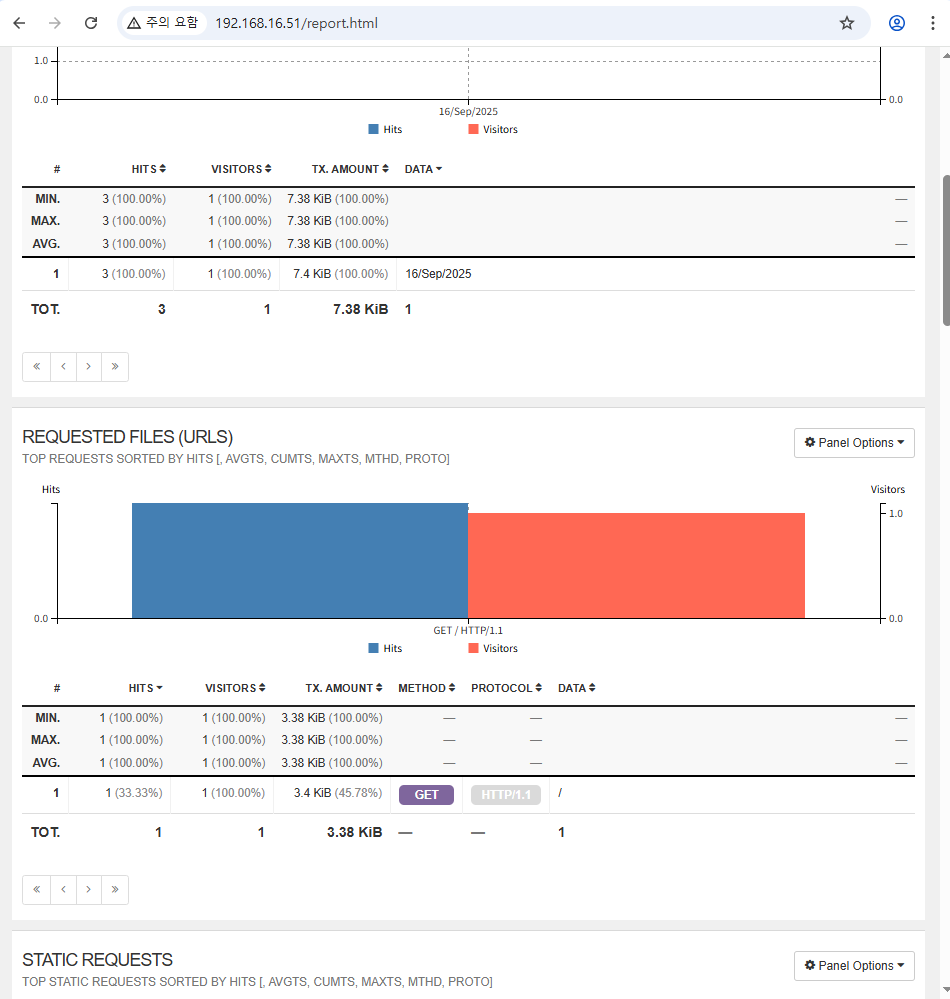 주의 요함 192.168.16.51/report.html
1.0
0.0 0.0
16/Sep/2025
Hits Visitors
# HITS VISITORS TX. AMOUNT DATA
MIN. 3 (100.00%) 1 (100.00%) 7.38 KiB (100.00%) —
MAX. 3 (100.00%) 1 (100.00%) 7.38 KiB (100.00%) —
AVG. 3 (100.00%) 1 (100.00%) 7.38 KiB (100.00%) —
1 3 (100.00%) 1 (100.00%) 7.4 KiB (100.00%) 16/Sep/2025
TOT. 3 1 7.38 KiB 1
« ‹ › »
REQUESTED FILES (URLS)
Panel Options
TOP REQUESTS SORTED BY HITS [, AVGTS, CUMTS, MAXTS, MTHD, PROTO]
Hits Visitors
1.0
0.0 0.0
GET / HTTP/1.1
Hits Visitors
# HITS VISITORS TX. AMOUNT METHOD PROTOCOL DATA
MIN. 1 (100.00%) 1 (100.00%) 3.38 KiB (100.00%) — — —
MAX. 1 (100.00%) 1 (100.00%) 3.38 KiB (100.00%) — — —
AVG. 1 (100.00%) 1 (100.00%) 3.38 KiB (100.00%) — — —
1 1 (33.33%) 1 (100.00%) 3.4 KiB (45.78%) GET HTTP/1.1 /
TOT. 1 1 3.38 KiB — — 1
« ‹ › »
STATIC REQUESTS
Panel Options
TOP STATIC REQUESTS SORTED BY HITS [, AVGTS, CUMTS, MAXTS, MTHD, PROTO]